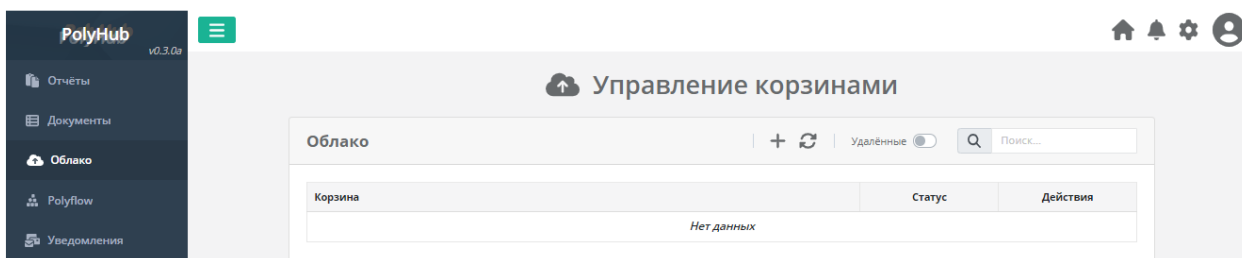 PolyHub
v0.3.0a
Отчёты
Документы
Облако
Polyflow
Уведомления
Управление корзинами
Облако
Удалённые
Поиск...
Корзина Статус Действия
Нет данных